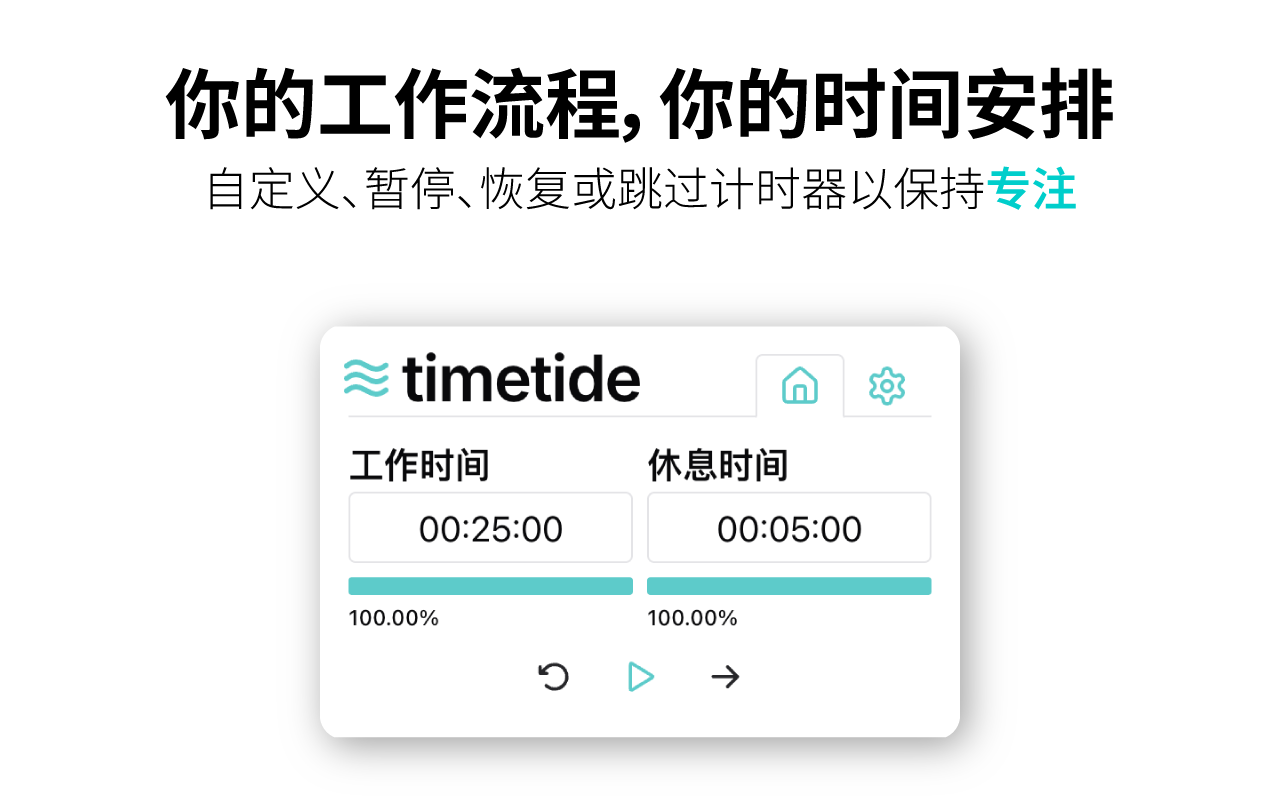 你的工作流程，你的时间安排
自定义、暂停、恢复或跳过计时器以保持专注
timetide
工作时间 休息时间
00:25:00 00:05:00
100.00% 100.00%